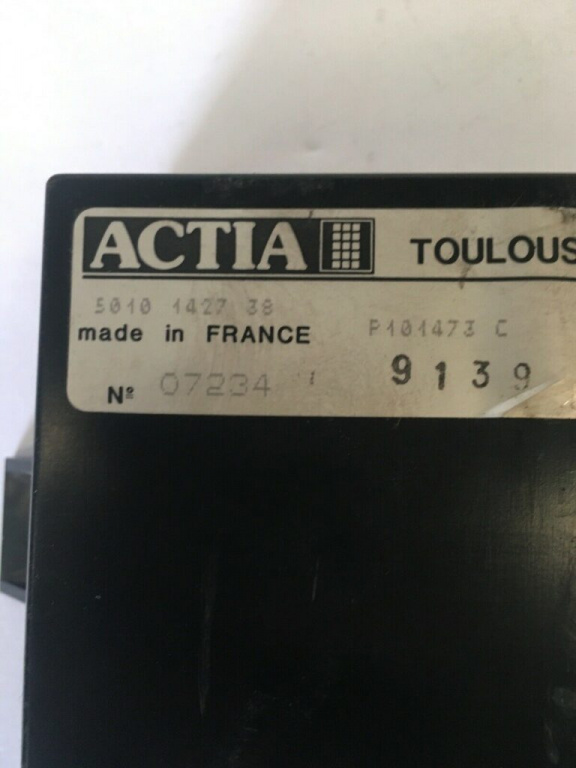 ACTIA TOULOUS
5010 1427 38
made in FRANCE P101473 C
Nº 07234 9139